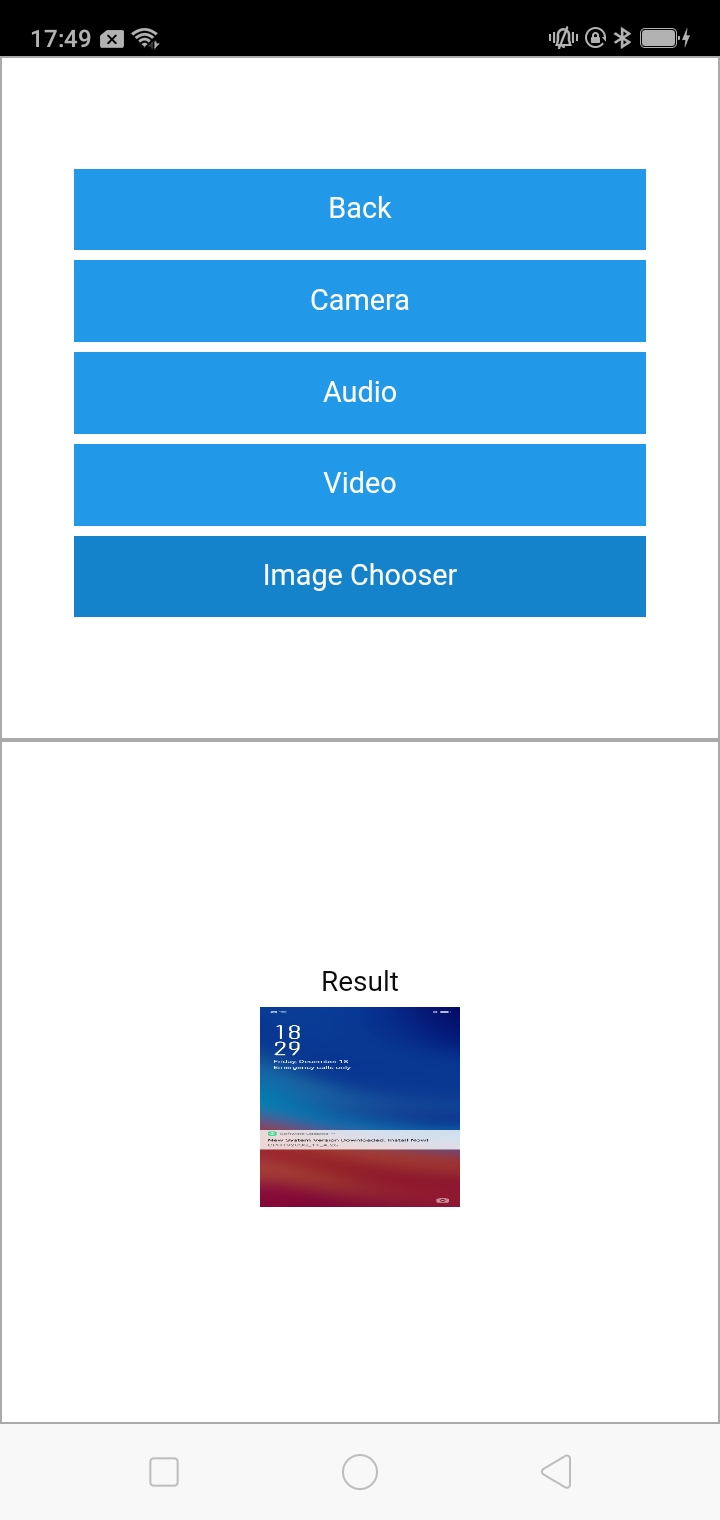 17:49
Back
Camera
Audio
Video
Image Chooser
Result
18
29
Friday, December 18
Emergency calls only
Software updates
New System Version Downloaded. Install Now!